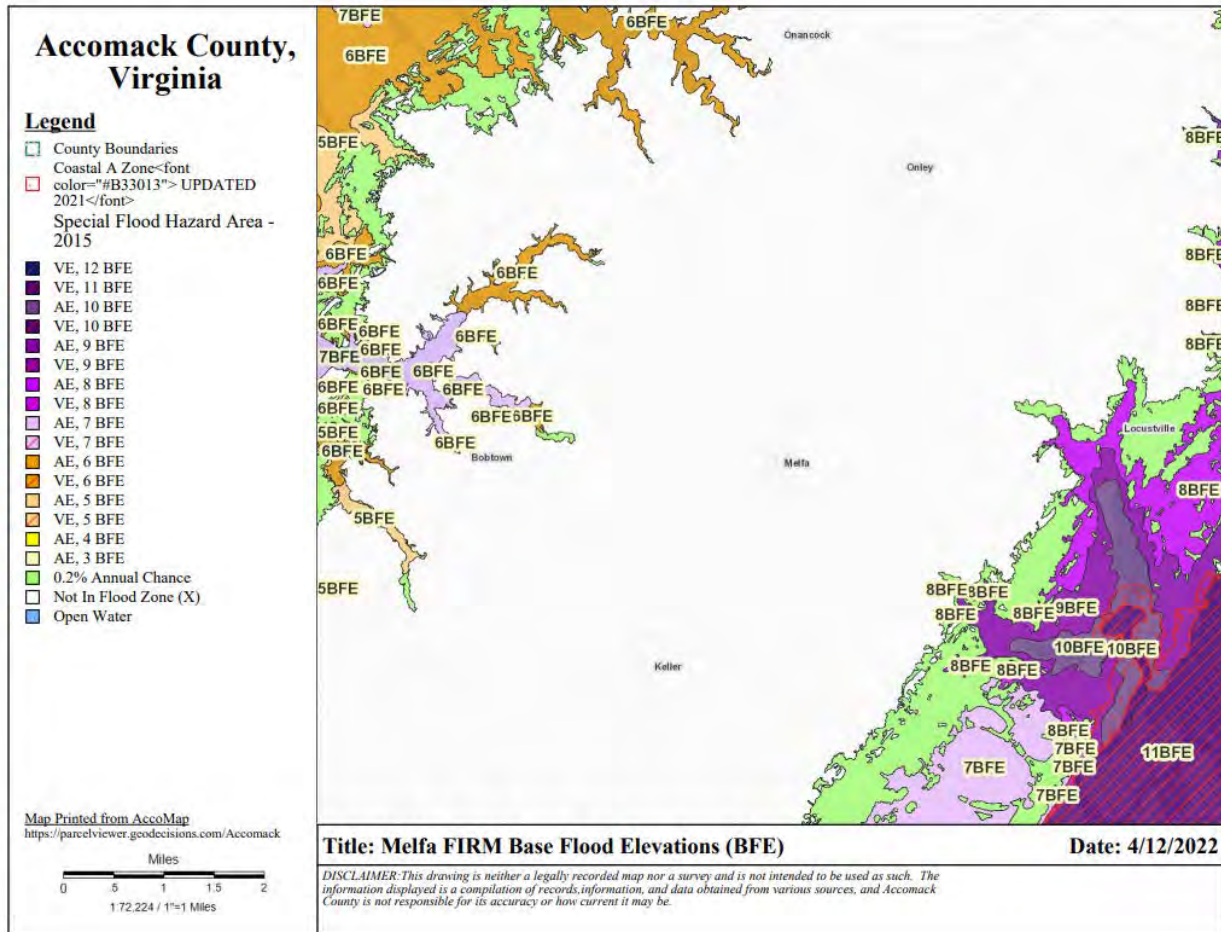 Accomack County,
Virginia
Legend
County Boundaries
Coastal A Zone<font
color="#B33013"> UPDATED
2021</font>
Special Flood Hazard Area -
2015
VE, 12 BFE
VE, 11 BFE
AE, 10 BFE
VE, 10 BFE
AE, 9 BFE
VE, 9 BFE
AE, 8 BFE
VE, 8 BFE
AE, 7 BFE
VE, 7 BFE
AE, 6 BFE
VE, 6 BFE
AE, 5 BFE
VE, 5 BFE
AE, 4 BFE
AE, 3 BFE
0.2% Annual Chance
Not In Flood Zone (X)
Open Water
Map Printed from AccoMap
https://parcelviewer.geodecisions.com/Accomack
Miles
0 .5 1 1.5 2
1:72,224 / 1"=1 Miles
7BFE
6BFE
6BFE
Onancock
5BFE
8BFE
Onley
6BFE
6BFE
6BFE
8BFE
8BFE
6BFE
6BFE
6BFE
8BFE
7BFE
6BFE
6BFE
6BFE
6BFE
6BFE
6BFE
6BFE
6BFE
6BFE
5BFE
6BFE
6BFE
Locustville
Bobtown
Melfa
8BFE
5BFE
5BFE
8BFE
8BFE
8BFE
8BFE
9BFE
10BFE
10BFE
Keller
8BFE
8BFE
8BFE
7BFE
11BFE
7BFE
7BFE
7BFE
Title: Melfa FIRM Base Flood Elevations (BFE)
Date: 4/12/2022
DISCLAIMER:This drawing is neither a legally recorded map nor a survey and is not intended to be used as such. The
information displayed is a compilation of records,information, and data obtained from various sources, and Accomack
County is not responsible for its accuracy or how current it may be.